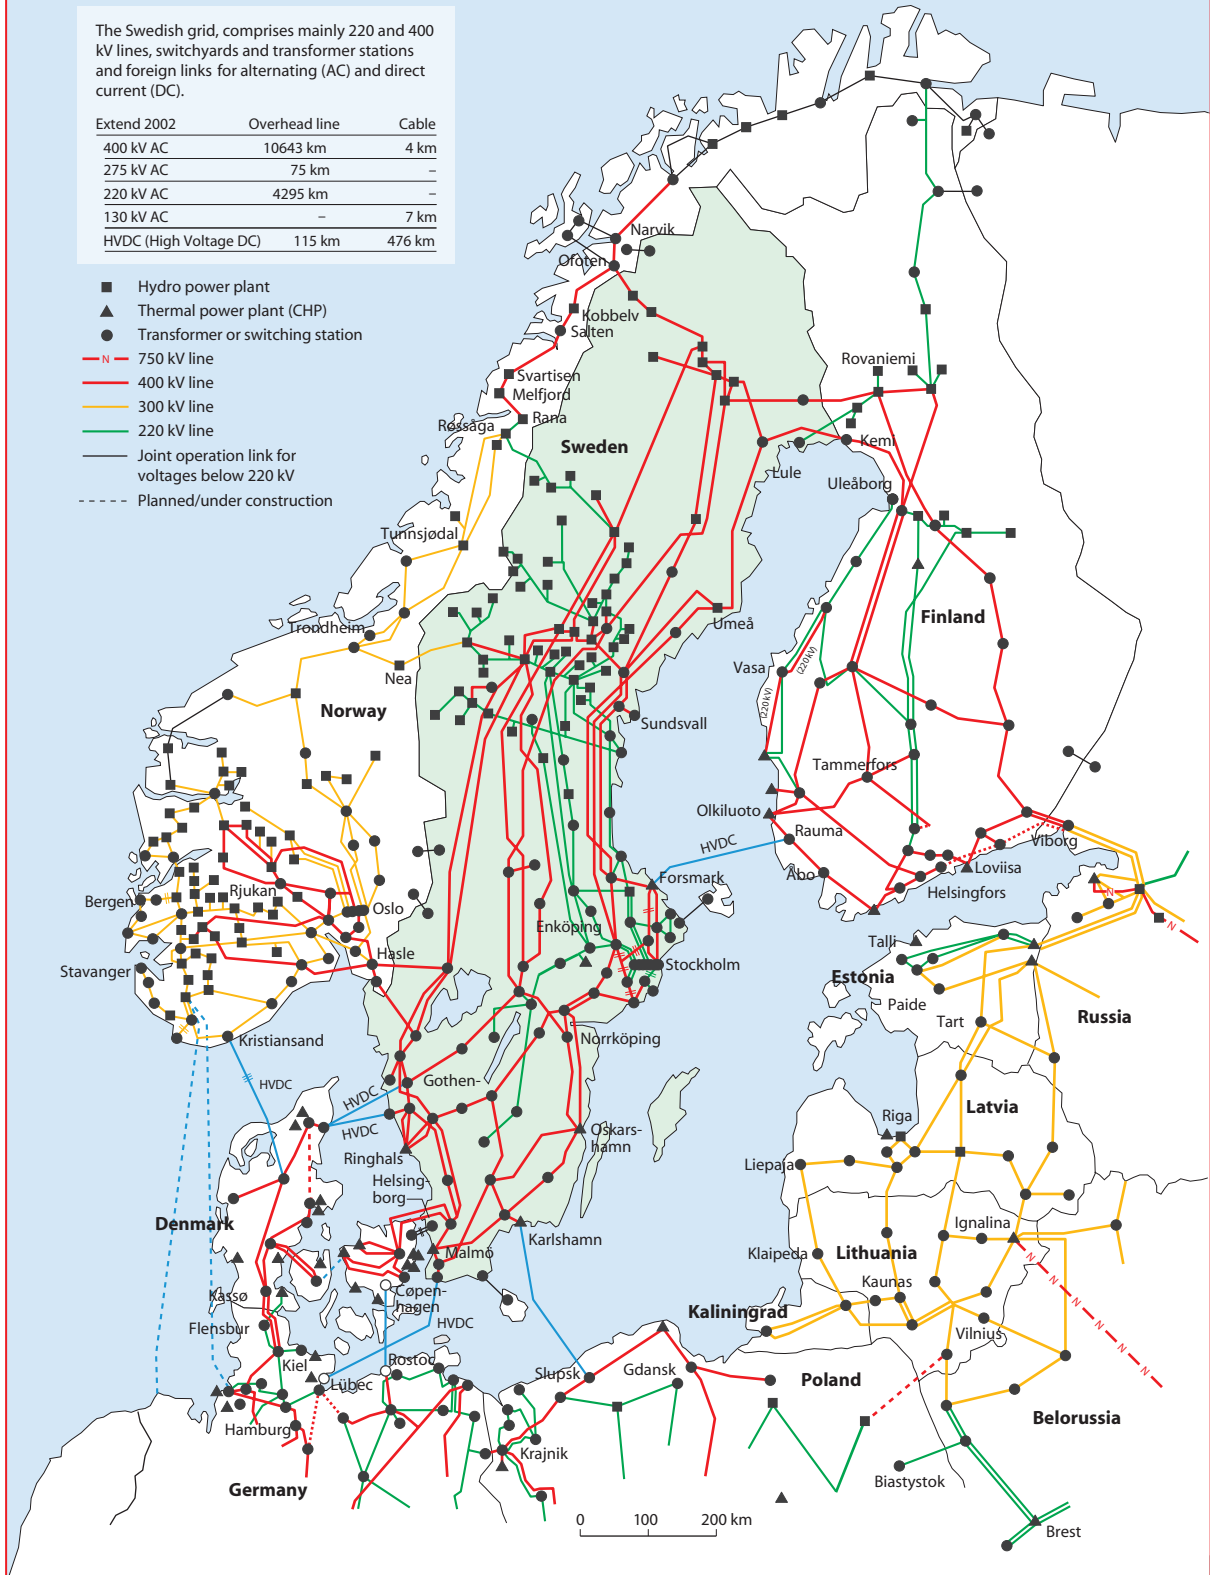 The Swedish grid, comprises mainly 220 and 400
kV lines, switchyards and transformer stations
and foreign links for alternating (AC) and direct
current (DC).
Extend 2002 Overhead line Cable
400 kV AC 10643 km 4 km
275 kV AC 75 km –
220 kV AC 4295 km –
130 kV AC – 7 km
HVDC (High Voltage DC) 115 km 476 km
Hydro power plant
Thermal power plant (CHP)
Transformer or switching station
N 750 kV line
400 kV line
300 kV line
220 kV line
Joint operation link for
voltages below 220 kV
Planned/under construction
Narvik
Ofoten
Kobbelv
Salten
Svartisen
Melfjord
Rana
Røssåga
Rovaniemi
Sweden
Kemi
Lule
Uleåborg
Tunnsjødal
Finland
Trondheim
Umeå
Nea
Vasa
(220 kV)
(220 kV)
Norway
Sundsvall
Tammerfors
Olkiluoto
Rauma
HVDC
Viborg
Åbo
Loviisa
Helsingfors
Forsmark
Rjukan
Bergen
Oslo
Enköping
N
N
Hasle
Stockholm
Stavanger
Talli
Estonia
Paide
Tart
Russia
Kristiansand
Norrköping
HVDC
Gothen-
HVDC
HVDC
Latvia
Riga
Oskars-
hamn
Ringhals
Helsing-
borg
Liepaja
Denmark
Karlshamn
Ignalina
Malmö
Klaipeda
Lithuania
N
N
N
N
N
N
Kaunas
Kassø
Cøpen-
hagen
HVDC
Kaliningrad
Flensbur
Vilnius
Kiel
Rostoc
Lübec
Slupsk
Gdansk
Poland
Belorussia
Hamburg
Krajnik
Biastystok
Germany
0 100 200 km
Brest